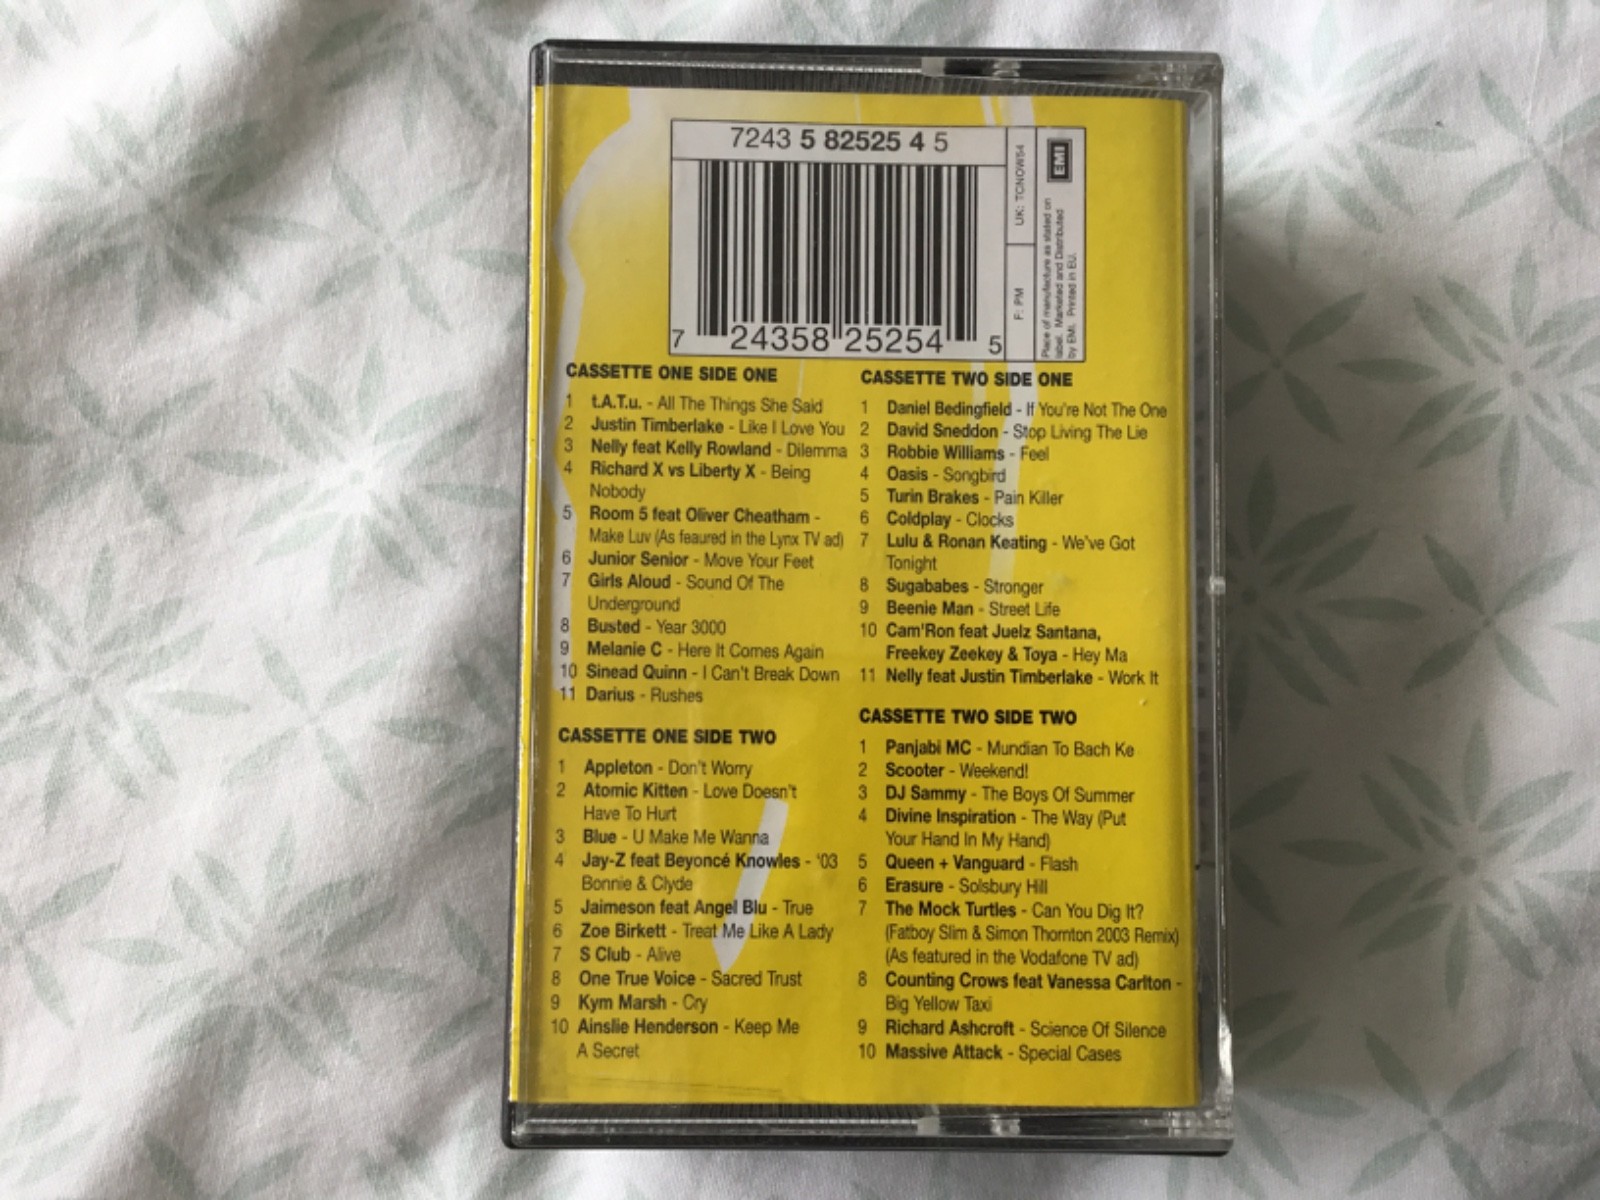 7243 5 82525 4 5
7 24358 25254 5
UK: TCNOW54
F: PM
EMI
Place of manufacture as stated on
label. Marketed and Distributed
by EMI. Printed in EU.
CASSETTE ONE SIDE ONE
1 t.A.T.u. - All The Things She Said
2 Justin Timberlake - Like I Love You
3 Nelly feat Kelly Rowland - Dilemma
4 Richard X vs Liberty X - Being
Nobody
5 Room 5 feat Oliver Cheatham -
Make Luv (As feaured in the Lynx TV ad)
6 Junior Senior - Move Your Feet
7 Girls Aloud - Sound Of The
Underground
8 Busted - Year 3000
9 Melanie C - Here It Comes Again
10 Sinead Quinn - I Can't Break Down
11 Darius - Rushes
CASSETTE ONE SIDE TWO
1 Appleton - Don't Worry
2 Atomic Kitten - Love Doesn't
Have To Hurt
3 Blue - U Make Me Wanna
4 Jay-Z feat Beyoncé Knowles - '03
Bonnie & Clyde
5 Jaimeson feat Angel Blu - True
6 Zoe Birkett - Treat Me Like A Lady
7 S Club - Alive
8 One True Voice - Sacred Trust
9 Kym Marsh - Cry
10 Ainslie Henderson - Keep Me
A Secret
CASSETTE TWO SIDE ONE
1 Daniel Bedingfield - If You're Not The One
2 David Sneddon - Stop Living The Lie
3 Robbie Williams - Feel
4 Oasis - Songbird
5 Turin Brakes - Pain Killer
6 Coldplay - Clocks
7 Lulu & Ronan Keating - We've Got
Tonight
8 Sugababes - Stronger
9 Beenie Man - Street Life
10 Cam'Ron feat Juelz Santana,
Freekey Zeekey & Toya - Hey Ma
11 Nelly feat Justin Timberlake - Work It
CASSETTE TWO SIDE TWO
1 Panjabi MC - Mundian To Bach Ke
2 Scooter - Weekend!
3 DJ Sammy - The Boys Of Summer
4 Divine Inspiration - The Way (Put
Your Hand In My Hand)
5 Queen + Vanguard - Flash
6 Erasure - Solsbury Hill
7 The Mock Turtles - Can You Dig It?
(Fatboy Slim & Simon Thornton 2003 Remix)
(As featured in the Vodafone TV ad)
8 Counting Crows feat Vanessa Carlton -
Big Yellow Taxi
9 Richard Ashcroft - Science Of Silence
10 Massive Attack - Special Cases